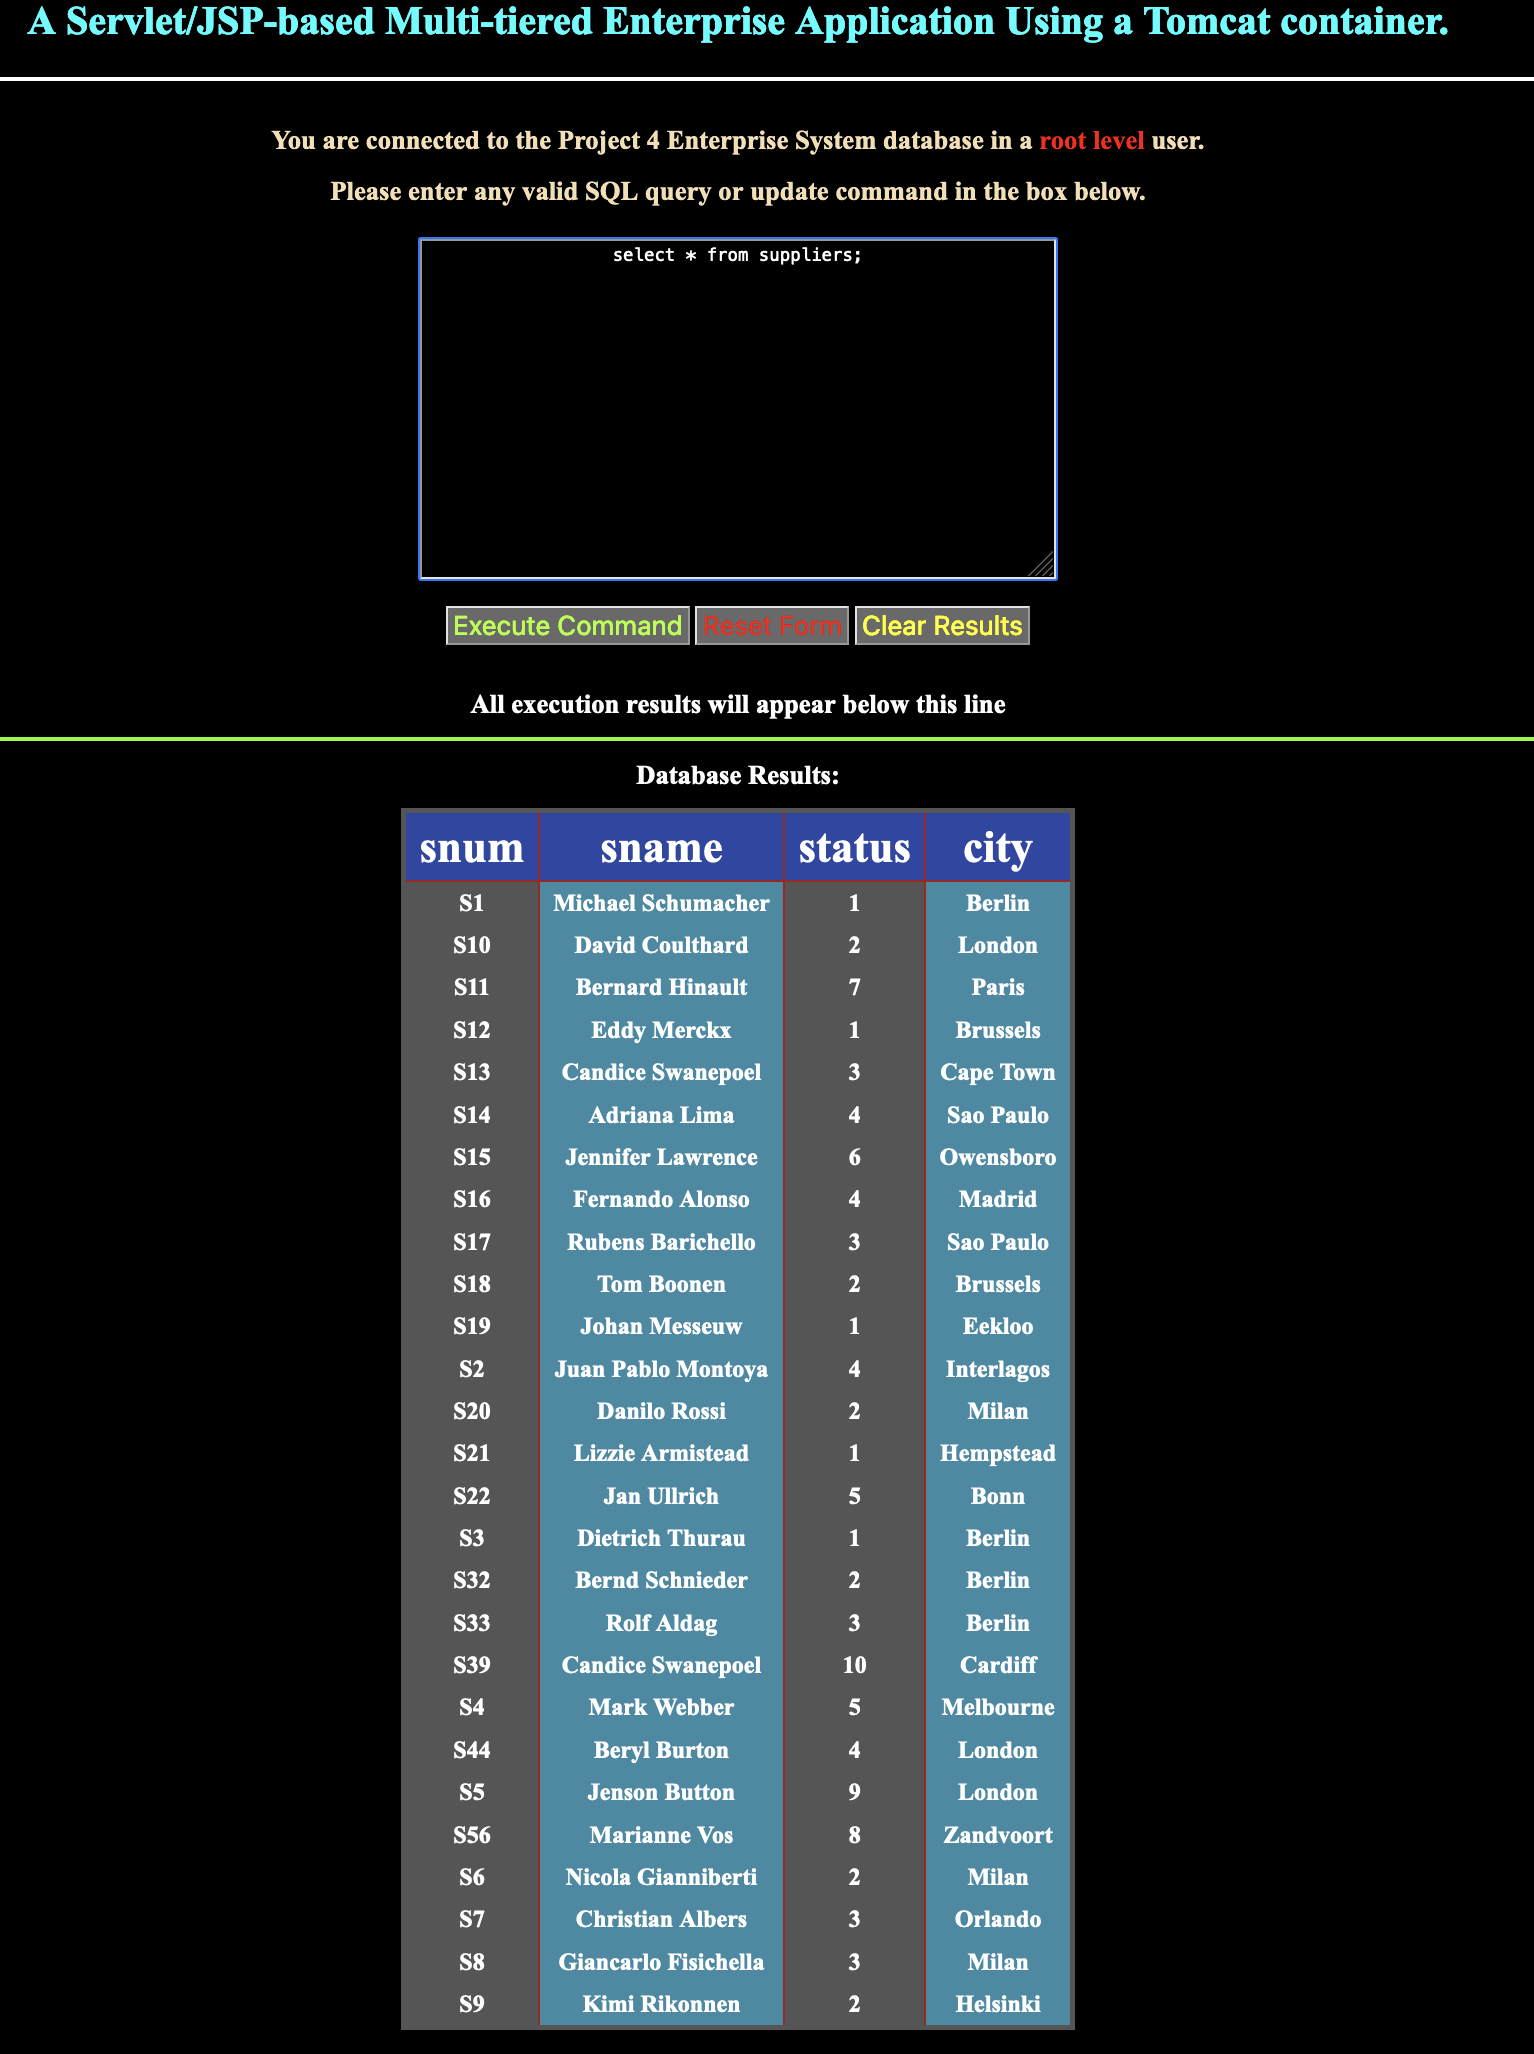 A Servlet/JSP-based Multi-tiered Enterprise Application Using a Tomcat container.
You are connected to the Project 4 Enterprise System database in a root level user.
Please enter any valid SQL query or update command in the box below.
select * from suppliers;
Execute Command Reset Form Clear Results
All execution results will appear below this line
Database Results:
snum sname status city
S1 Michael Schumacher 1 Berlin
S10 David Coulthard 2 London
S11 Bernard Hinault 7 Paris
S12 Eddy Merckx 1 Brussels
S13 Candice Swanepoel 3 Cape Town
S14 Adriana Lima 4 Sao Paulo
S15 Jennifer Lawrence 6 Owensboro
S16 Fernando Alonso 4 Madrid
S17 Rubens Barichello 3 Sao Paulo
S18 Tom Boonen 2 Brussels
S19 Johan Messeuw 1 Eekloo
S2 Juan Pablo Montoya 4 Interlagos
S20 Danilo Rossi 2 Milan
S21 Lizzie Armistead 1 Hempstead
S22 Jan Ullrich 5 Bonn
S3 Dietrich Thurau 1 Berlin
S32 Bernd Schnieder 2 Berlin
S33 Rolf Aldag 3 Berlin
S39 Candice Swanepoel 10 Cardiff
S4 Mark Webber 5 Melbourne
S44 Beryl Burton 4 London
S5 Jenson Button 9 London
S56 Marianne Vos 8 Zandvoort
S6 Nicola Gianniberti 2 Milan
S7 Christian Albers 3 Orlando
S8 Giancarlo Fisichella 3 Milan
S9 Kimi Rikonnen 2 Helsinki